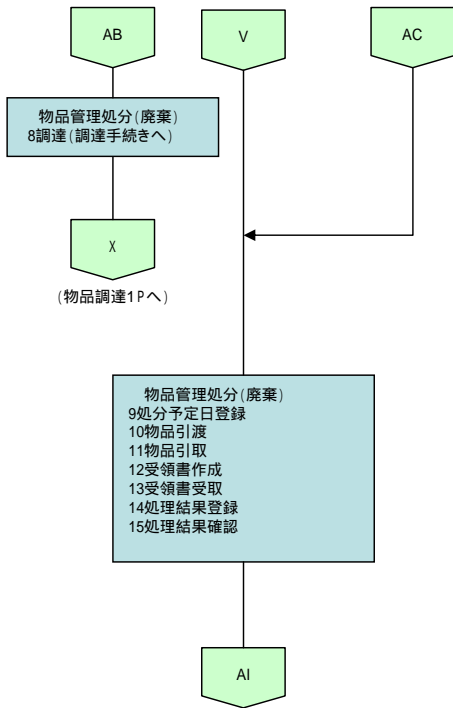 AB
V
AC
物品管理処分(廃棄)
8調達(調達手続きへ)
X
(物品調達1Pへ)
物品管理処分(廃棄)
9処分予定日登録
10物品引渡
11物品引取
12受領書作成
13受領書受取
14処理結果登録
15処理結果確認
AI